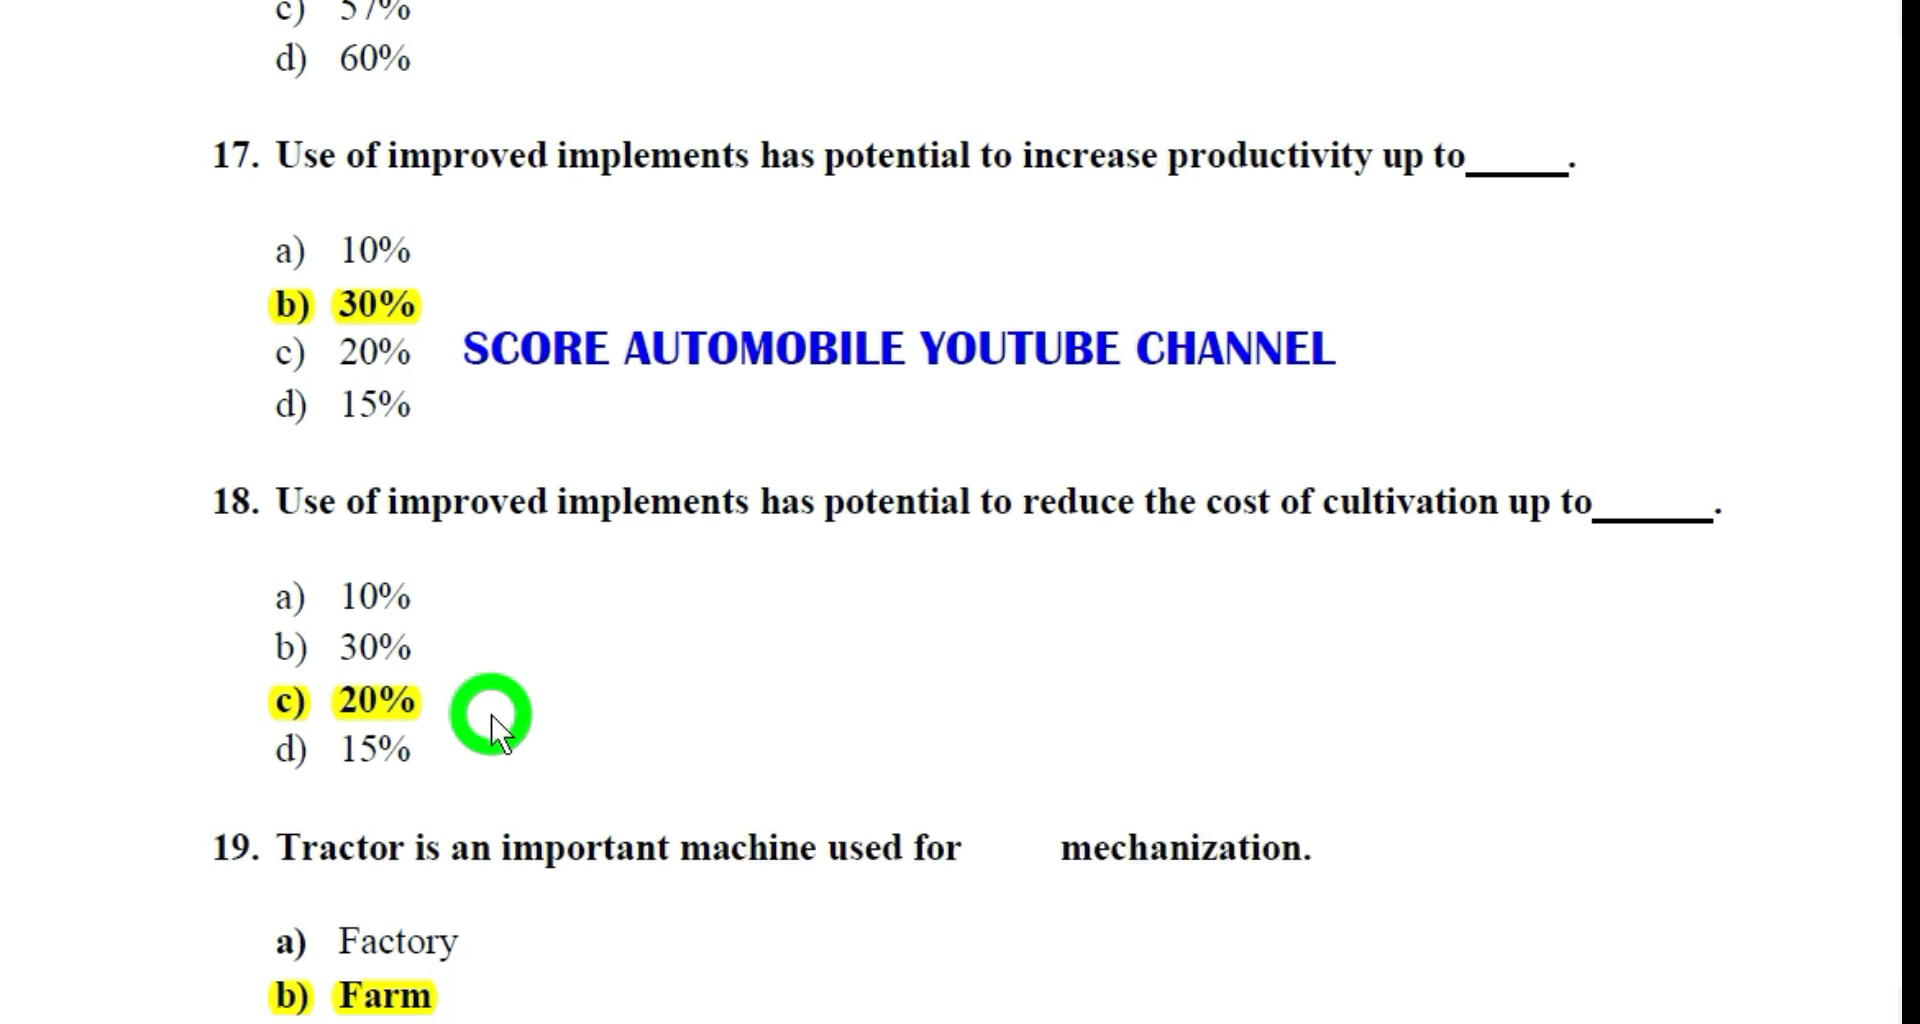 c) 57%
d) 60%
17. Use of improved implements has potential to increase productivity up to_____.
a) 10%
b) 30%
c) 20%
SCORE AUTOMOBILE YOUTUBE CHANNEL
d) 15%
18. Use of improved implements has potential to reduce the cost of cultivation up to______.
a) 10%
b) 30%
c) 20%
d) 15%
19. Tractor is an important machine used for mechanization.
a) Factory
b) Farm